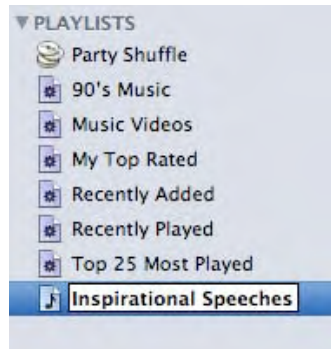 PLAYLISTS
Party Shuffle
90's Music
Music Videos
My Top Rated
Recently Added
Recently Played
Top 25 Most Played
Inspirational Speeches